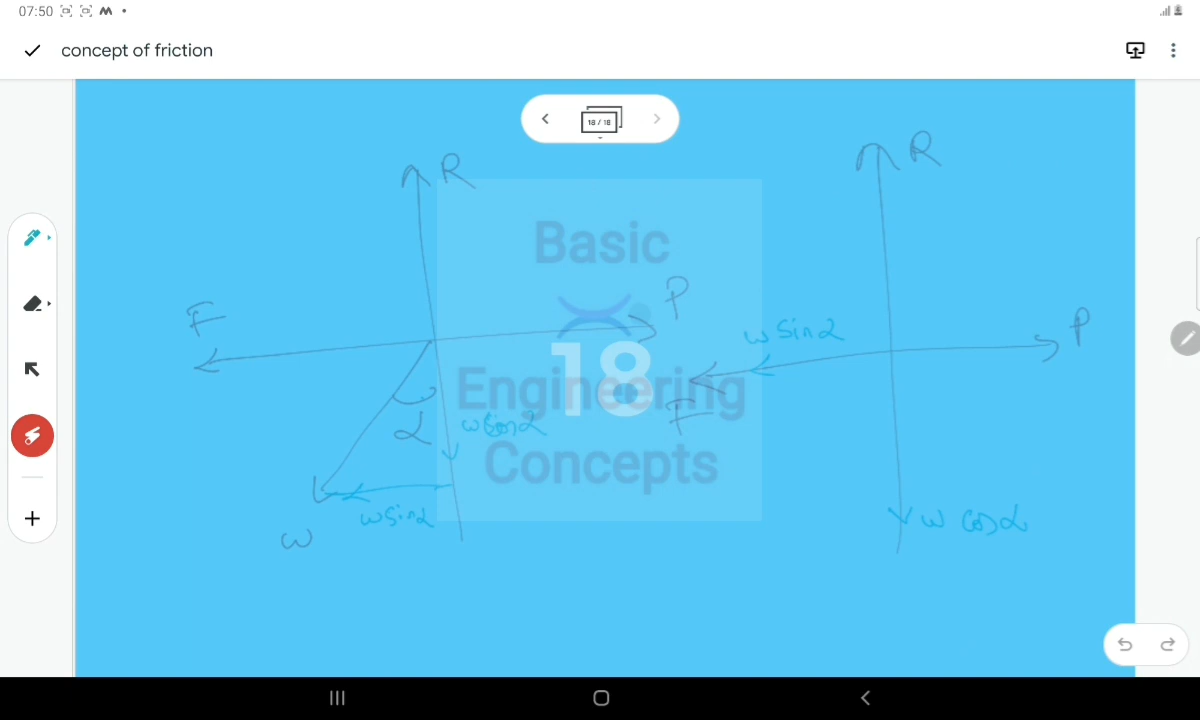 07:50
concept of friction
18 / 18
R
R
Basic
P
F
w sin α
P
18
Engineering
F
α
w cos α
Concepts
w sin α
w cos α
w